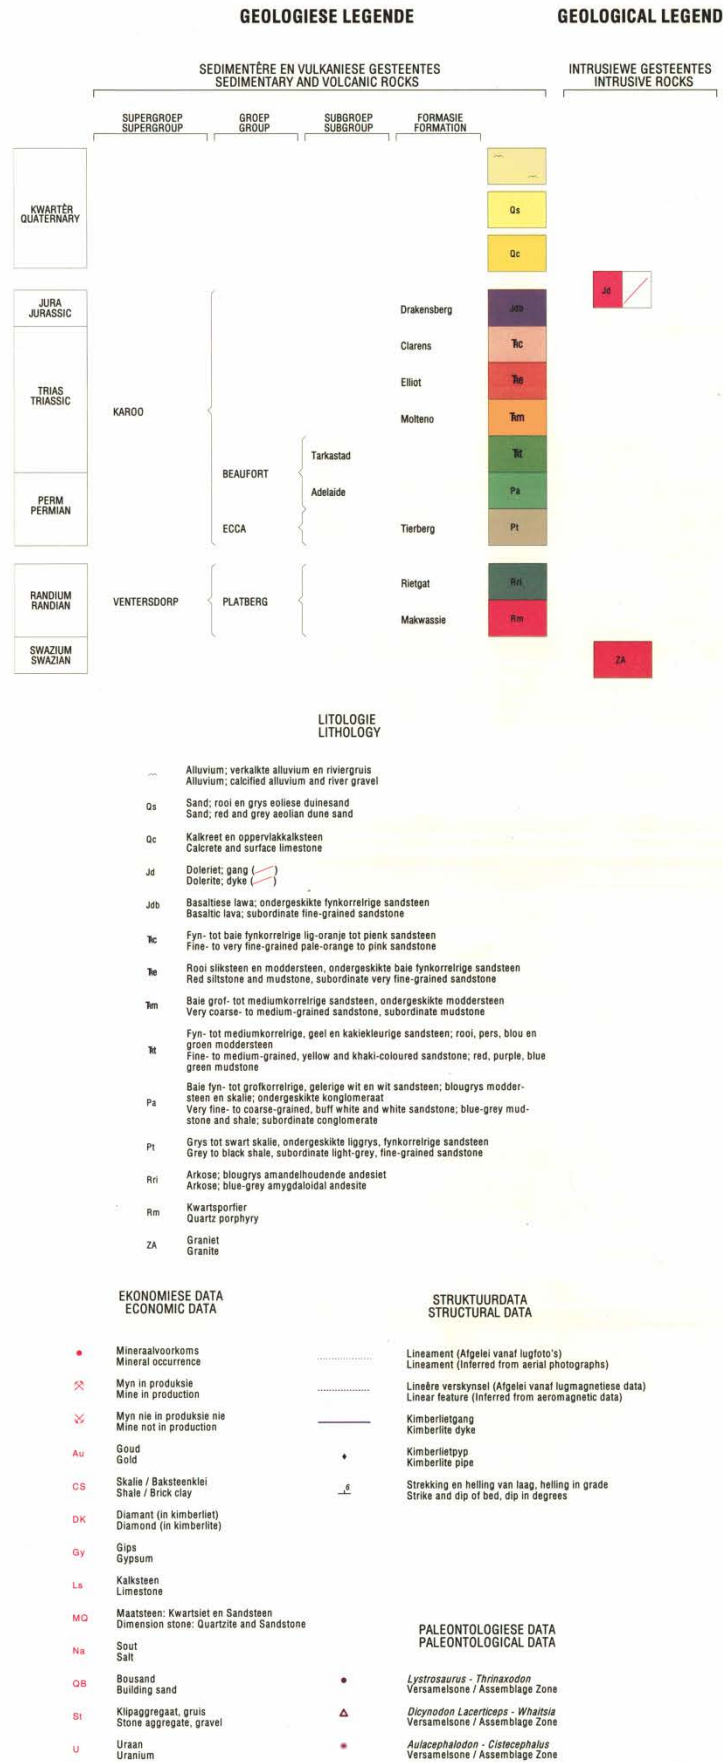 GEOLOGIESE LEGENDE
GEOLOGICAL LEGEND
SEDIMENTÊRE EN VULKANIESE GESTEENTES
SEDIMENTARY AND VOLCANIC ROCKS
INTRUSIEWE GESTEENTES
INTRUSIVE ROCKS
SUPERGROEP
SUPERGROUP
GROEP
GROUP
SUBGROEP
SUBGROUP
FORMASIE
FORMATION
KWARTÊR
QUATERNARY
Qs
Qc
Jd
JURA
JURASSIC
Drakensberg
Jdb
Clarens
Ꞧc
TRIAS
TRIASSIC
Elliot
Ꞧe
KAROO
Molteno
Ꞧm
Tarkastad
Ꞧt
BEAUFORT
Adelaide
Pa
PERM
PERMIAN
ECCA
Tierberg
Pt
RANDIUM
RANDIAN
VENTERSDORP
PLATBERG
Rietgat
Rri
Makwassie
Rm
SWAZIUM
SWAZIAN
ZA
LITOLOGIE
LITHOLOGY
Alluvium; verkalkte alluvium en riviergruis
Alluvium; calcified alluvium and river gravel
Qs Sand; rooi en grys eoliese duinesand
Sand; red and grey aeolian dune sand
Qc Kalkreet en oppervlakkalksteen
Calcrete and surface limestone
Jd Doleriet; gang ( )
Dolerite; dyke ( )
Jdb Basaltiese lawa; ondergeskikte fynkorrelrige sandsteen
Basaltic lava; subordinate fine-grained sandstone
Ꞧc Fyn- tot baie fynkorrelrige lig-oranje tot pienk sandsteen
Fine- to very fine-grained pale-orange to pink sandstone
Ꞧe Rooi sliksteen en moddersteen, ondergeskikte baie fynkorrelrige sandsteen
Red siltstone and mudstone, subordinate very fine-grained sandstone
Ꞧm Baie grof- tot mediumkorrelrige sandsteen, ondergeskikte moddersteen
Very coarse- to medium-grained sandstone, subordinate mudstone
Fyn- tot mediumkorrelrige, geel en kakiekleurige sandsteen; rooi, pers, blou en
groen moddersteen
Ꞧt Fine- to medium-grained, yellow and khaki-coloured sandstone; red, purple, blue
green mudstone
Baie fyn- tot grofkorrelrige, gelerige wit en wit sandsteen; blougrys modder-
steen en skalie; ondergeskikte konglomeraat
Pa Very fine- to coarse-grained, buff white and white sandstone; blue-grey mud-
stone and shale; subordinate conglomerate
Pt Grys tot swart skalie, ondergeskikte liggrys, fynkorrelrige sandsteen
Grey to black shale, subordinate light-grey, fine-grained sandstone
Rri Arkose; blougrys amandelhoudende andesiet
Arkose; blue-grey amygdaloidal andesite
Rm Kwartsporfier
Quartz porphyry
ZA Graniet
Granite
EKONOMIESE DATA
ECONOMIC DATA
Mineraalvoorkoms
Mineral occurrence
Myn in produksie
Mine in production
Myn nie in produksie nie
Mine not in production
Au Goud
Gold
CS Skalie / Baksteenklei
Shale / Brick clay
DK Diamant (in kimberliet)
Diamond (in kimberlite)
Gy Gips
Gypsum
Ls Kalksteen
Limestone
MQ Maatsteen: Kwartsiet en Sandsteen
Dimension stone: Quartzite and Sandstone
Na Sout
Salt
QB Bousand
Building sand
St Klipaggregaat, gruis
Stone aggregate, gravel
U Uraan
Uranium
STRUKTUURDATA
STRUCTURAL DATA
Lineament (Afgelei vanaf lugfoto's)
Lineament (Inferred from aerial photographs)
Lineêre verskynsel (Afgelei vanaf lugmagnetiese data)
Linear feature (Inferred from aeromagnetic data)
Kimberlietgang
Kimberlite dyke
Kimberlietpyp
Kimberlite pipe
6 Strekking en helling van laag, helling in grade
Strike and dip of bed, dip in degrees
PALEONTOLOGIESE DATA
PALEONTOLOGICAL DATA
Lystrosaurus - Thrinaxodon
Versamelsone / Assemblage Zone
Dicynodon Lacerticeps - Whaitsia
Versamelsone / Assemblage Zone
Aulacephalodon - Cistecephalus
Versamelsone / Assemblage Zone